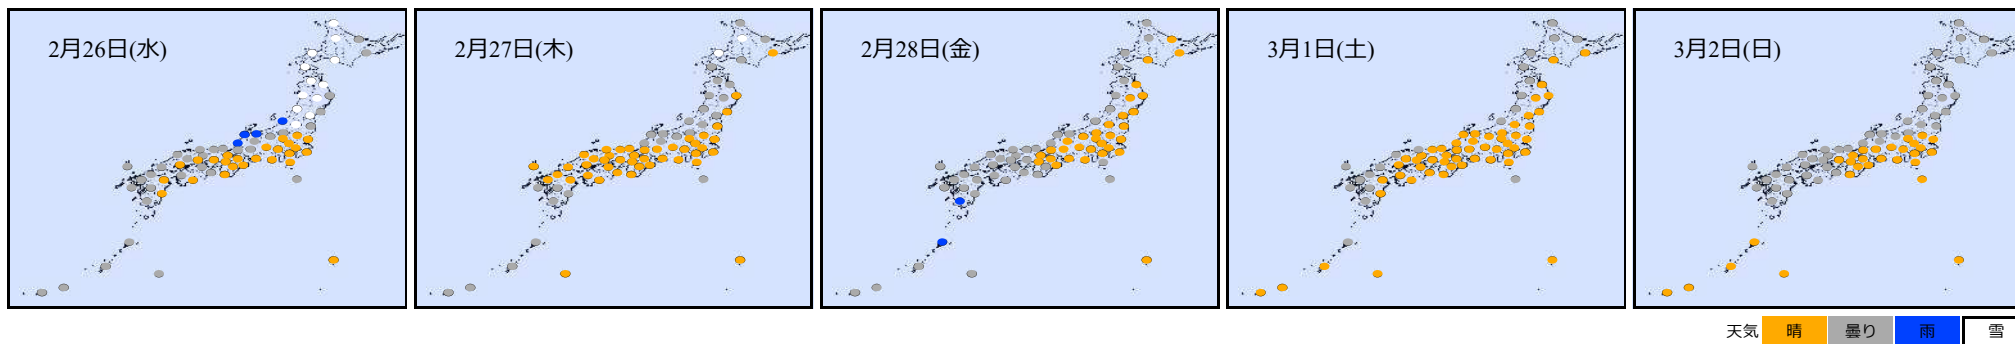 2月26日(水)
2月27日(木)
2月28日(金)
3月1日(土)
3月2日(日)
天気 晴 曇り 雨 雪